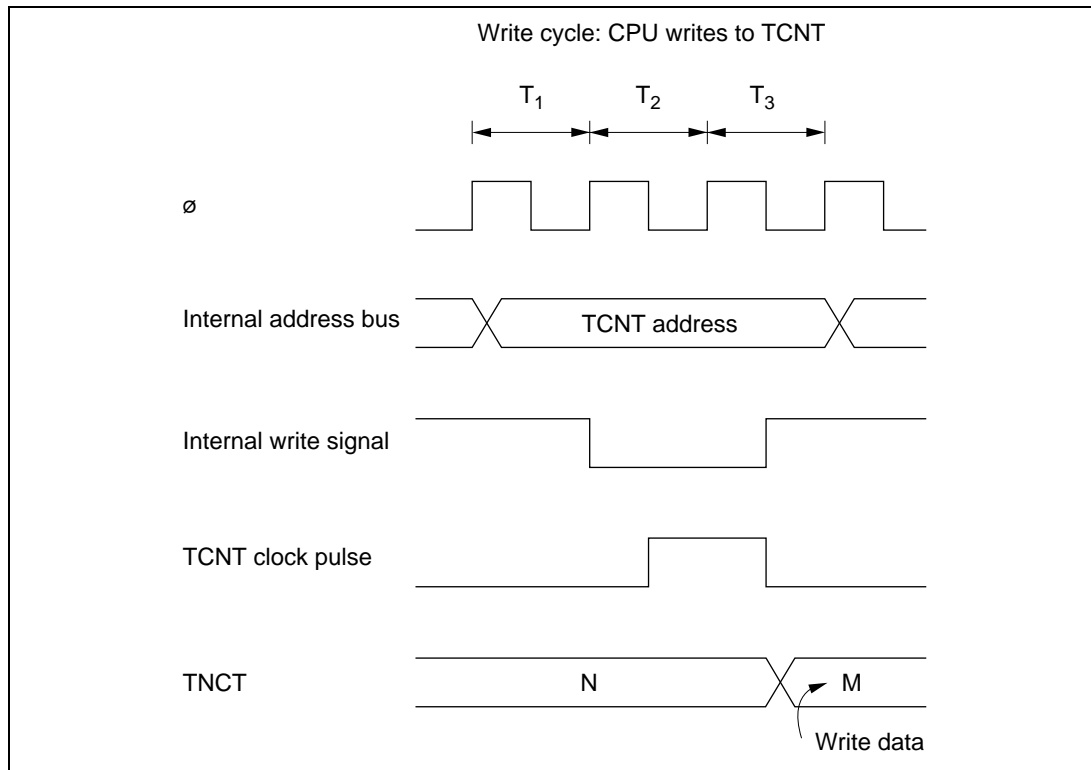 Write cycle: CPU writes to TCNT
T1 T2 T3
ø
Internal address bus
TCNT address
Internal write signal
TCNT clock pulse
TNCT
N
M
Write data